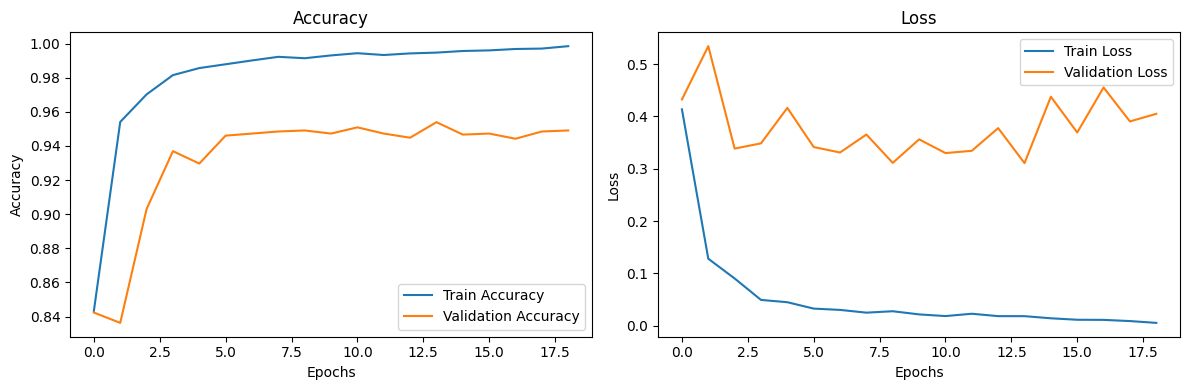 Accuracy
1.00
0.98
0.96
0.94
0.92
0.90
0.88
0.86
0.84
Accuracy
Train Accuracy
Validation Accuracy
0.0 2.5 5.0 7.5 10.0 12.5 15.0 17.5
Epochs
Loss
0.5
0.4
0.3
0.2
0.1
0.0
Loss
Train Loss
Validation Loss
0.0 2.5 5.0 7.5 10.0 12.5 15.0 17.5
Epochs